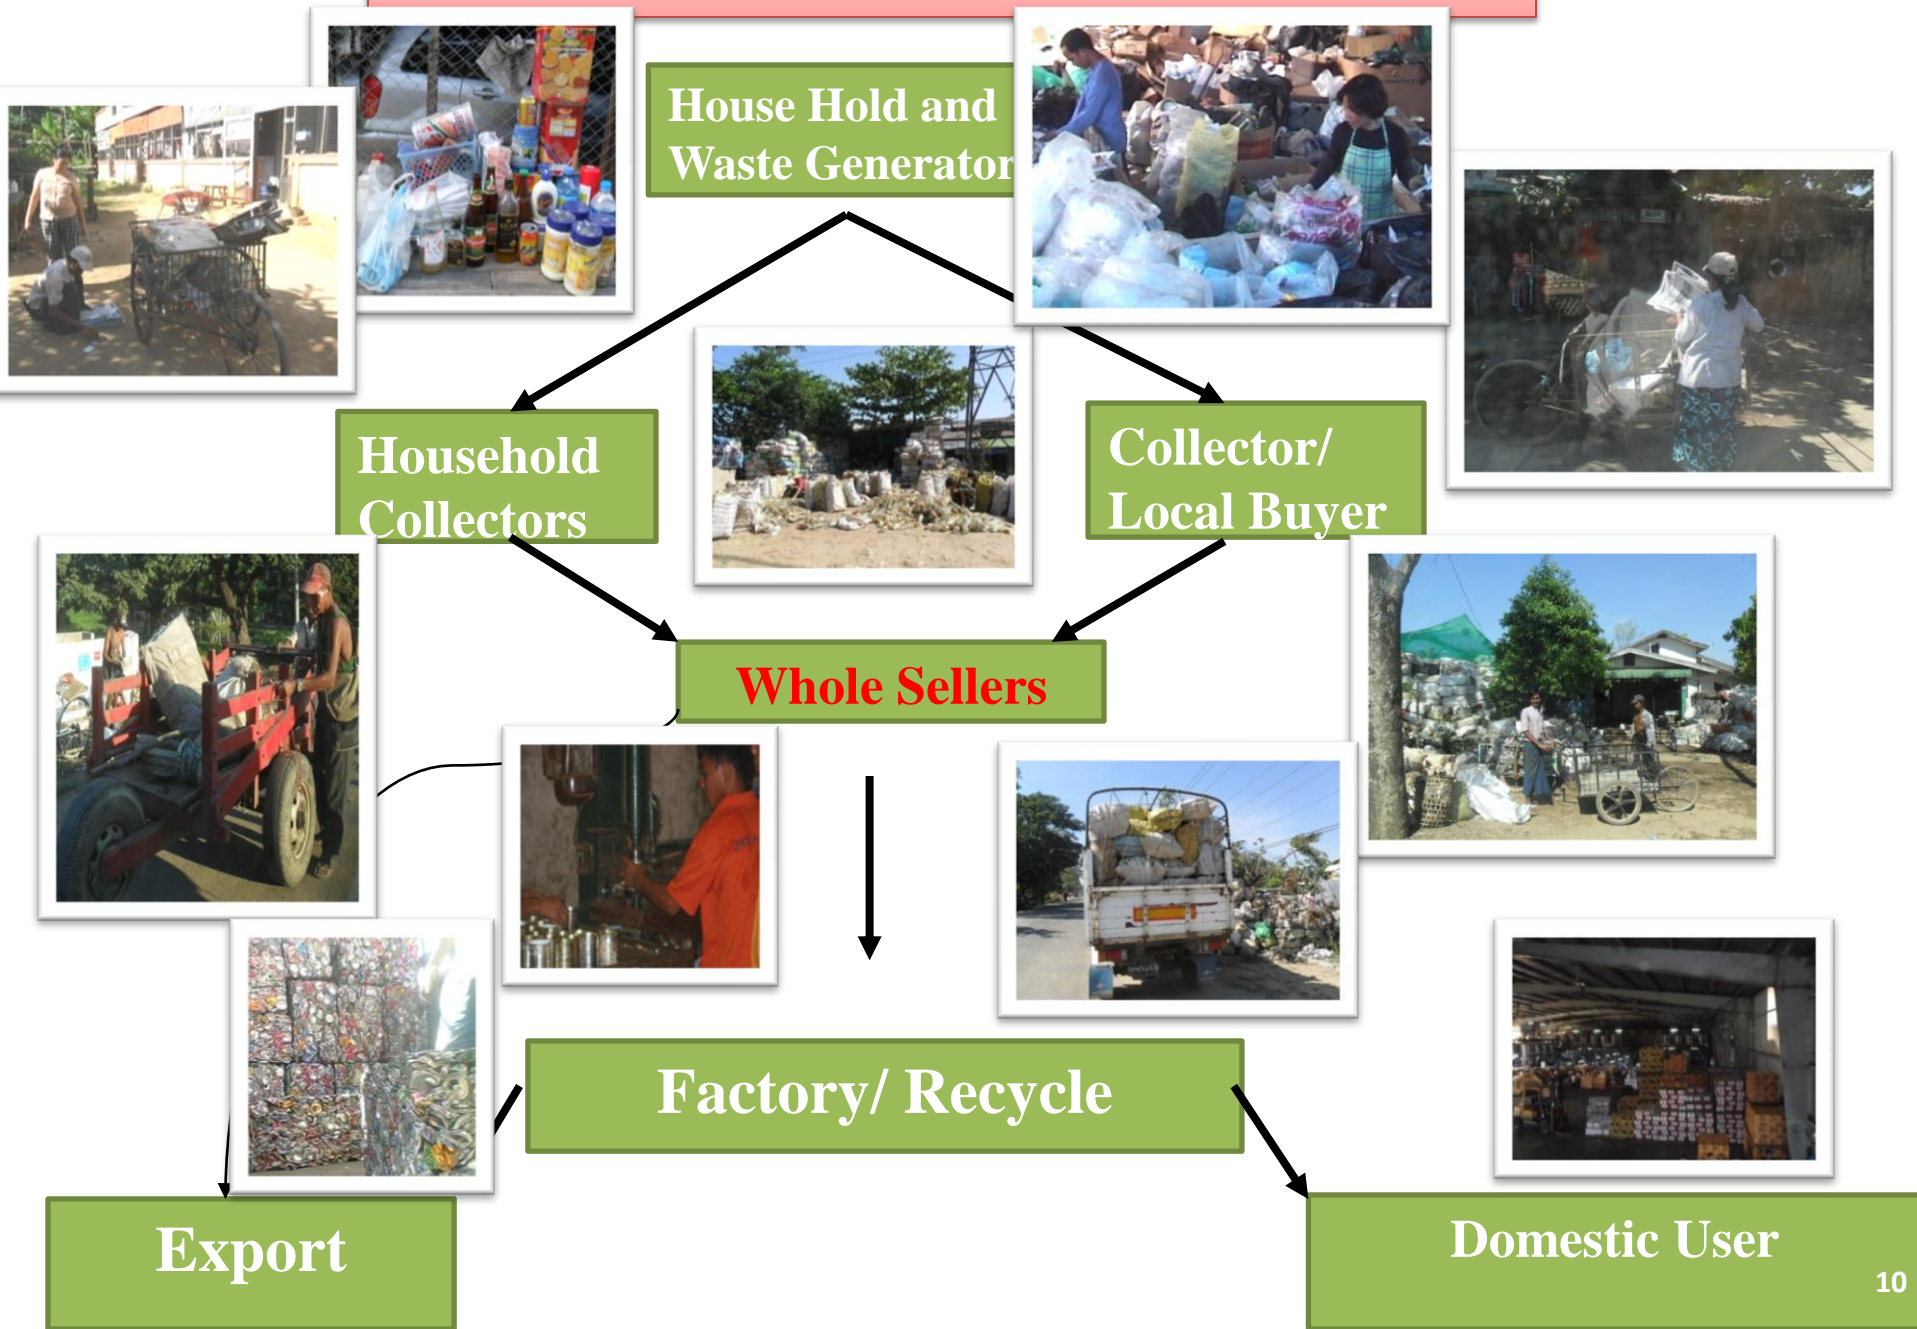 House Hold and
Waste Generator
Household
Collectors
Collector/
Local Buyer
Whole Sellers
Factory/ Recycle
Export
Domestic User
10